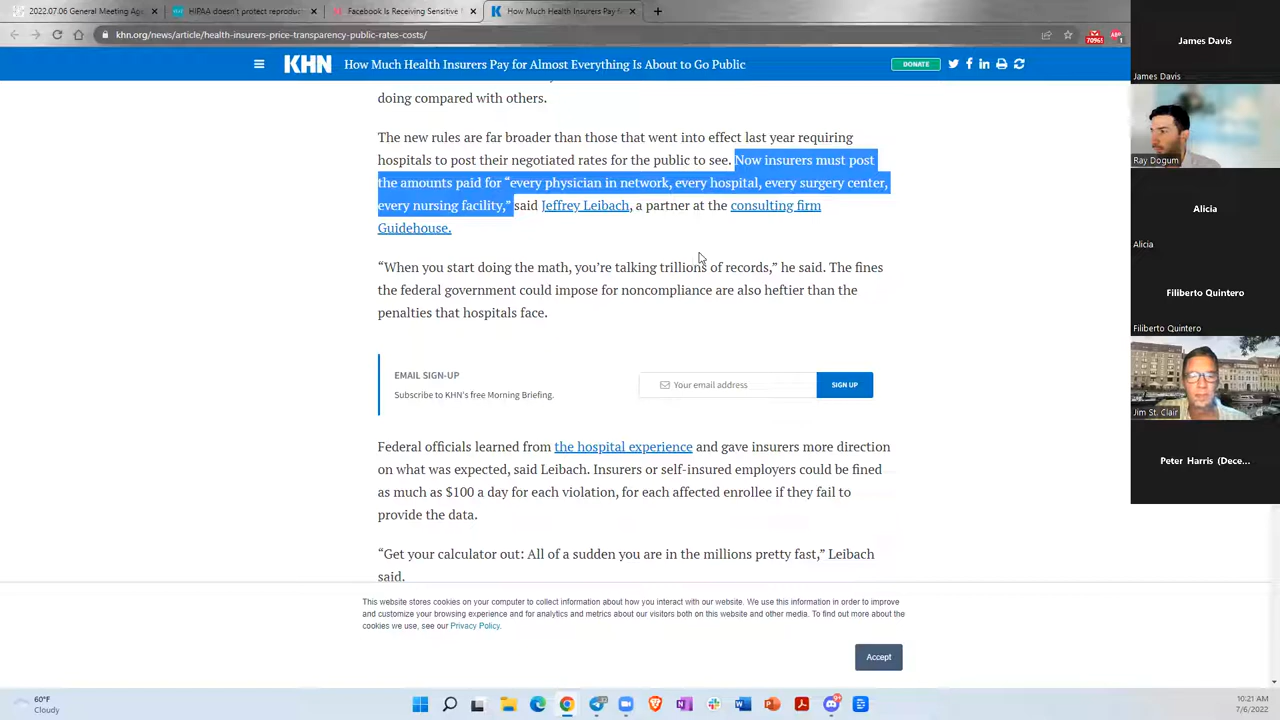 2022.07.06 General Meeting Ag
HIPAA doesn't protect reproduc
Facebook Is Receiving Sensitive
How Much Health Insurers Pay f
khn.org/news/article/health-insurers-price-transparency-public-rates-costs/
KHN
How Much Health Insurers Pay for Almost Everything Is About to Go Public
DONATE
doing compared with others.
The new rules are far broader than those that went into effect last year requiring
hospitals to post their negotiated rates for the public to see. Now insurers must post
the amounts paid for “every physician in network, every hospital, every surgery center,
every nursing facility,” said Jeffrey Leibach, a partner at the consulting firm
Guidehouse.
“When you start doing the math, you’re talking trillions of records,” he said. The fines
the federal government could impose for noncompliance are also heftier than the
penalties that hospitals face.
EMAIL SIGN-UP
Subscribe to KHN's free Morning Briefing.
Your email address
SIGN UP
Federal officials learned from the hospital experience and gave insurers more direction
on what was expected, said Leibach. Insurers or self-insured employers could be fined
as much as $100 a day for each violation, for each affected enrollee if they fail to
provide the data.
“Get your calculator out: All of a sudden you are in the millions pretty fast,” Leibach
said.
This website stores cookies on your computer to collect information about how you interact with our website. We use this information in order to improve
and customize your browsing experience and for analytics and metrics about our visitors both on this website and other media. To find out more about the
cookies we use, see our Privacy Policy.
Accept
James Davis
James Davis
Ray Dogum
Alicia
Alicia
Filiberto Quintero
Filiberto Quintero
Jim St. Clair
Peter Harris (Dece...
60°F
Cloudy
10:21 AM
7/6/2022